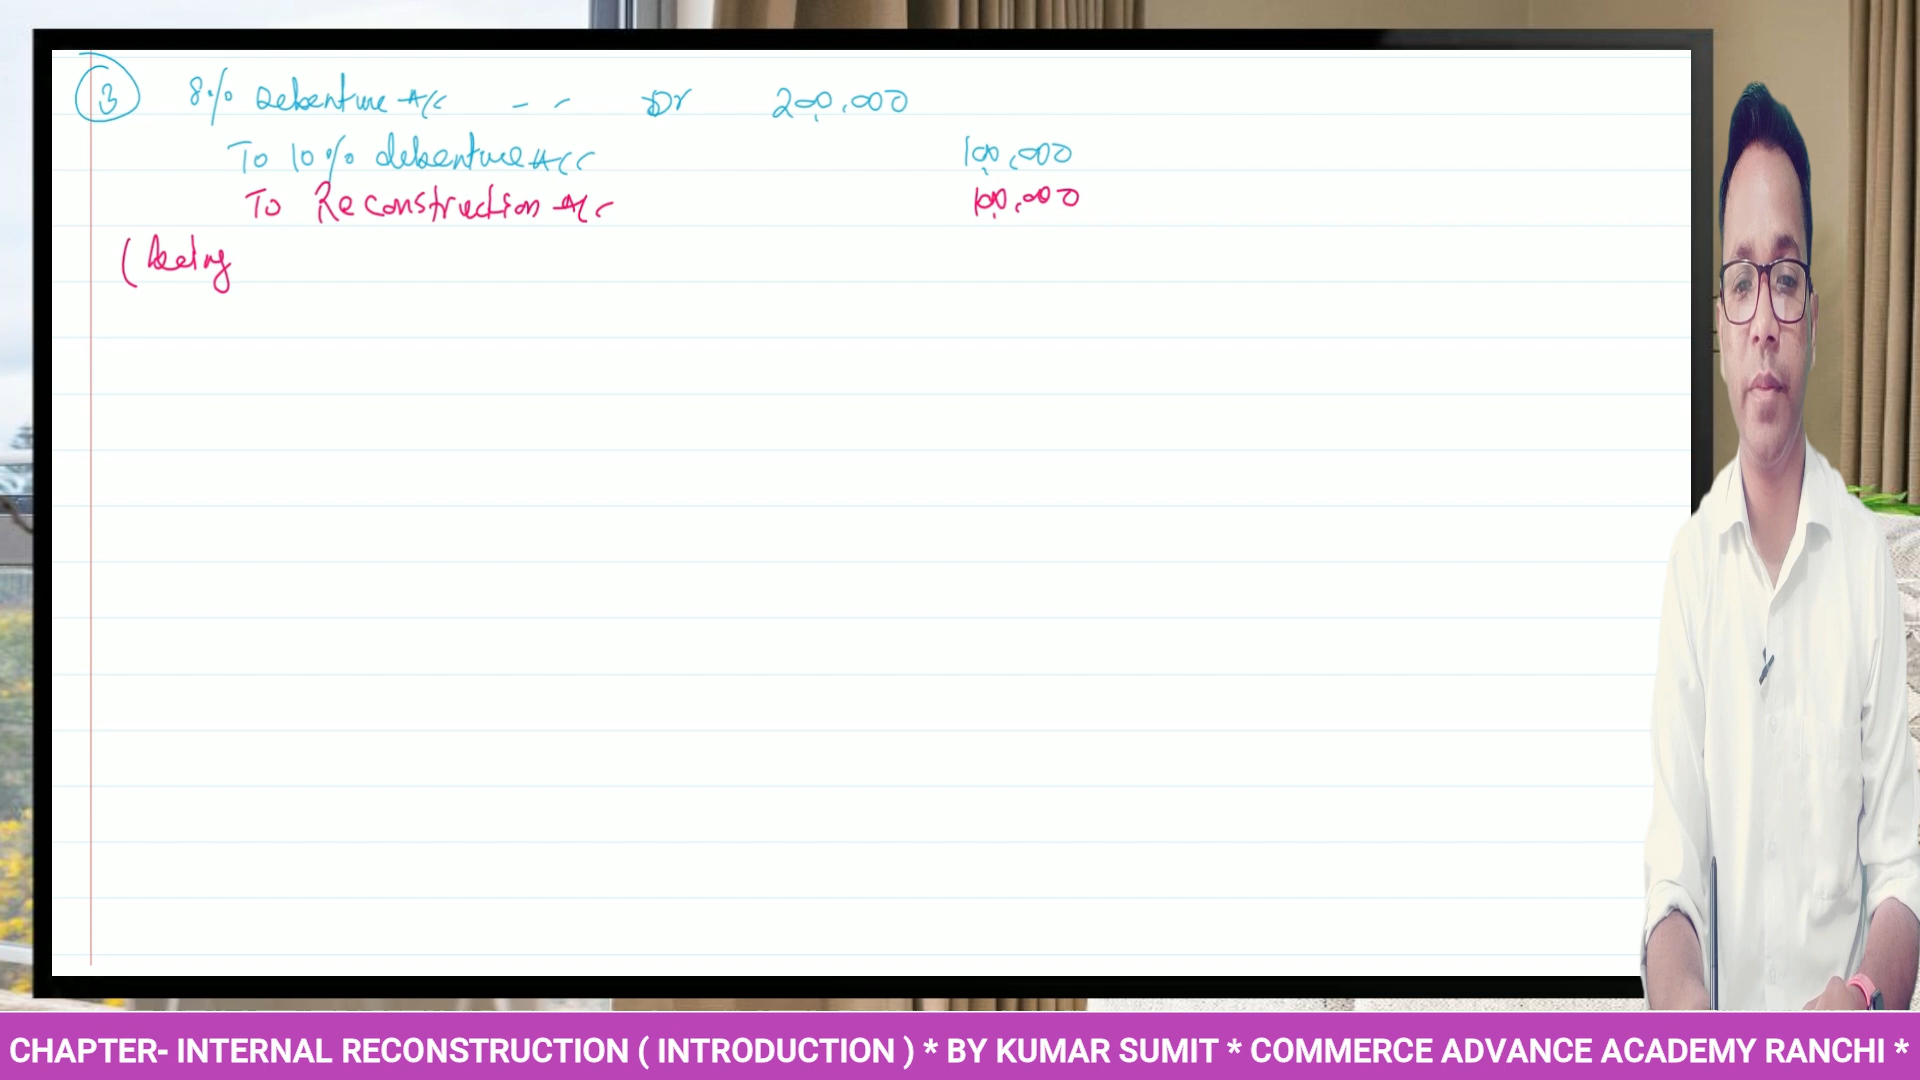 3 8% Debenture A/c - - Dr 200,000
To 10% debenture A/c 100,000
To Reconstruction A/c 100,000
( being
CHAPTER- INTERNAL RECONSTRUCTION ( INTRODUCTION ) * BY KUMAR SUMIT * COMMERCE ADVANCE ACADEMY RANCHI *